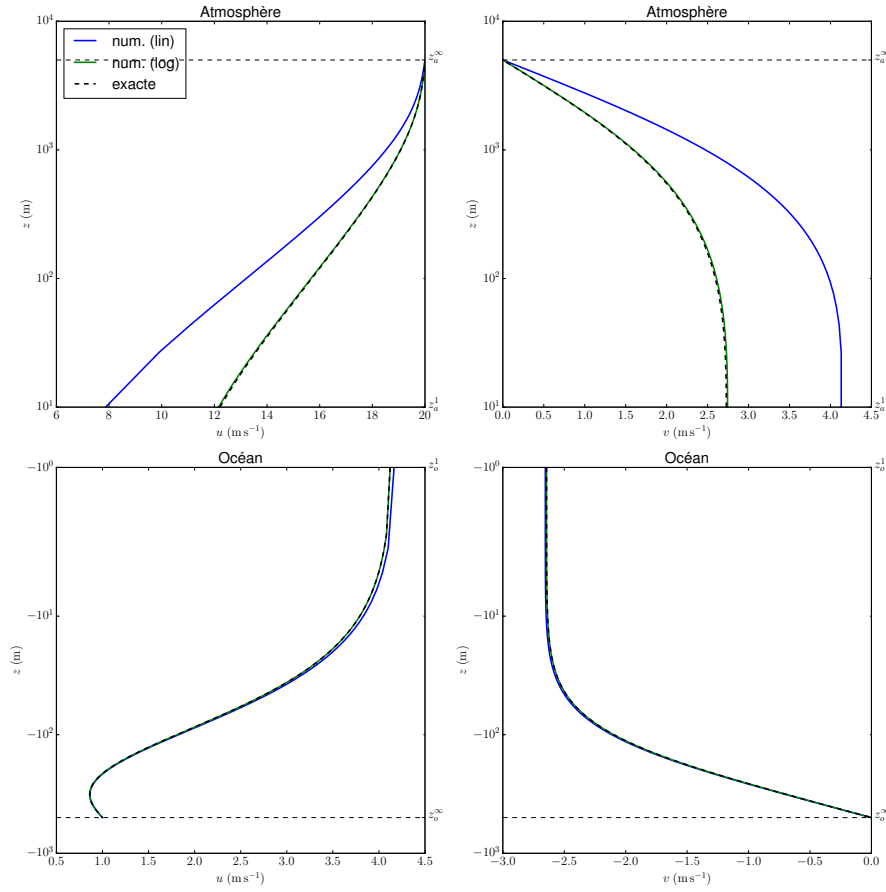 Atmosphère
num. (lin)
num. (log)
exacte
z (m)
10^4
10^3
10^2
10^1
6 8 10 12 14 16 18 20
u (m s^−1)
z_a^∞
z_a^1
Atmosphère
z (m)
10^4
10^3
10^2
10^1
0.0 0.5 1.0 1.5 2.0 2.5 3.0 3.5 4.0 4.5
v (m s^−1)
z_a^∞
z_a^1
Océan
z (m)
−10^0
−10^1
−10^2
−10^3
0.5 1.0 1.5 2.0 2.5 3.0 3.5 4.0 4.5
u (m s^−1)
z_o^1
z_o^∞
Océan
z (m)
−10^0
−10^1
−10^2
−10^3
−3.0 −2.5 −2.0 −1.5 −1.0 −0.5 0.0
v (m s^−1)
z_o^1
z_o^∞